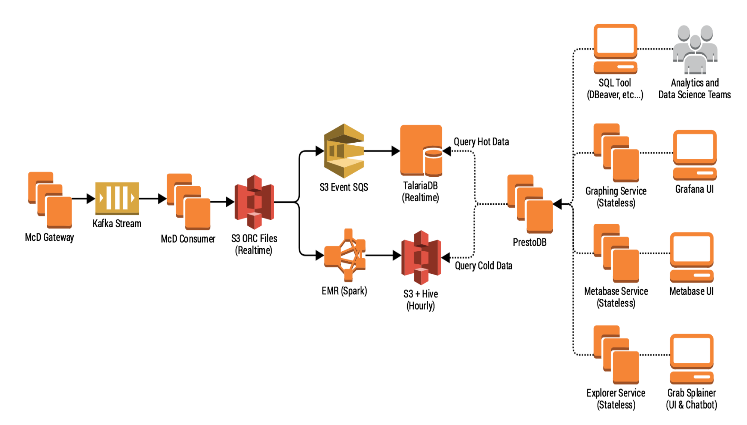 SQL Tool
(DBeaver, etc...)
Analytics and
Data Science Teams
Query Hot Data
S3 Event SQS
TalariaDB
(Realtime)
Graphing Service
(Stateless)
Grafana UI
McD Gateway
Kafka Stream
McD Consumer
S3 ORC Files
(Realtime)
PrestoDB
Query Cold Data
EMR (Spark)
S3 + Hive
(Hourly)
Metabase Service
(Stateless)
Metabase UI
Explorer Service
(Stateless)
Grab Splainer
(UI & Chatbot)